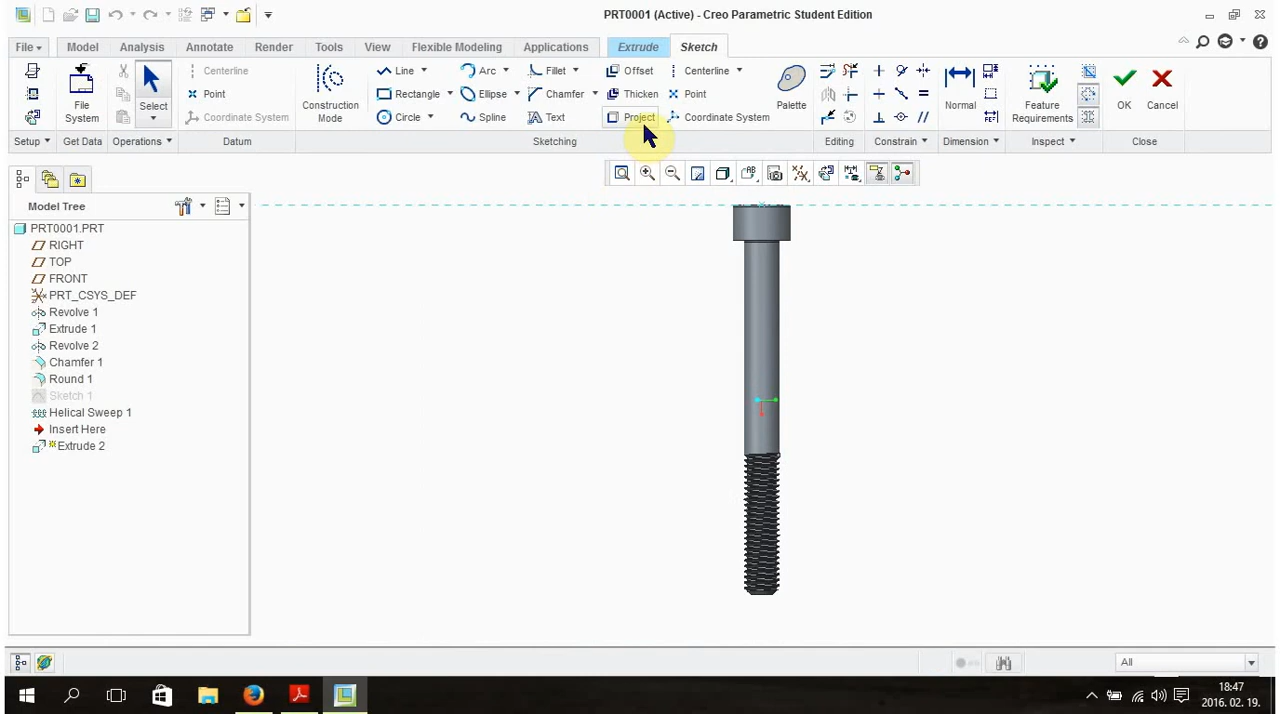 PRT0001 (Active) - Creo Parametric Student Edition
File
Model
Analysis
Annotate
Render
Tools
View
Flexible Modeling
Applications
Extrude
Sketch
Setup
File System
Get Data
Select
Operations
Centerline
Point
Coordinate System
Datum
Construction Mode
Line
Rectangle
Circle
Arc
Ellipse
Spline
Fillet
Chamfer
Text
Offset
Thicken
Project
Centerline
Point
Coordinate System
Sketching
Palette
Editing
Constrain
Normal
Dimension
Feature Requirements
Inspect
OK
Cancel
Close
Model Tree
PRT0001.PRT
RIGHT
TOP
FRONT
PRT_CSYS_DEF
Revolve 1
Extrude 1
Revolve 2
Chamfer 1
Round 1
Sketch 1
Helical Sweep 1
Insert Here
Extrude 2
All
18:47
2016. 02. 19.